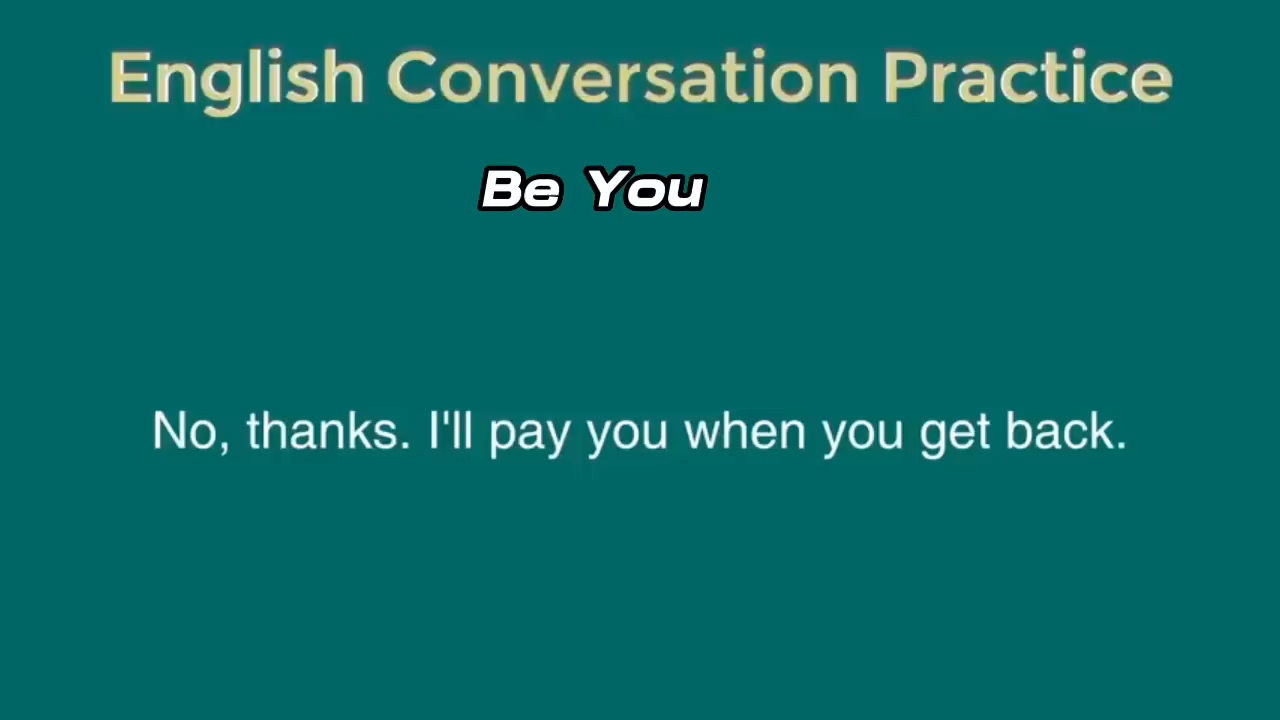 English Conversation Practice
Be You
No, thanks. I'll pay you when you get back.